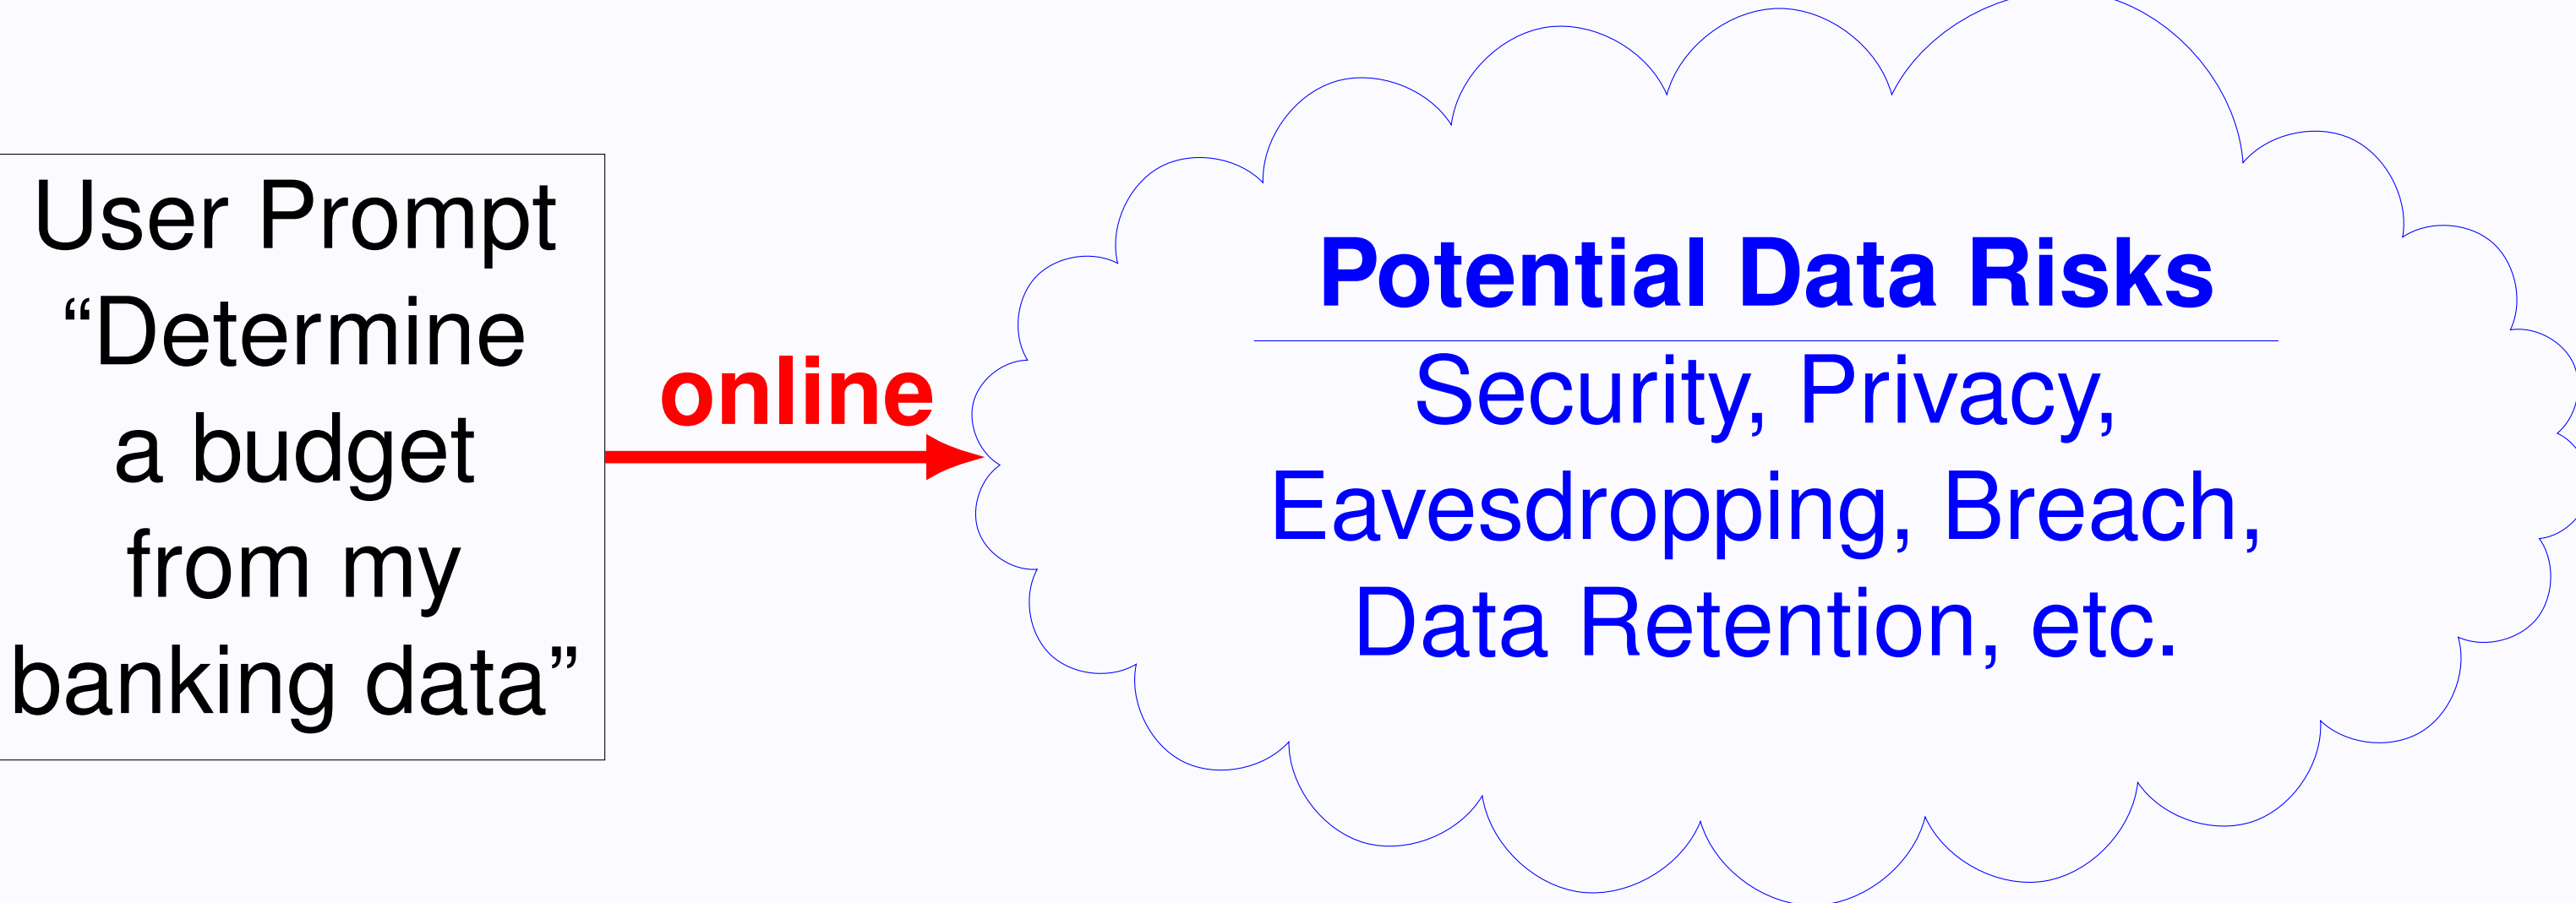 User Prompt
“Determine
a budget
from my
banking data”
online
Potential Data Risks
Security, Privacy,
Eavesdropping, Breach,
Data Retention, etc.